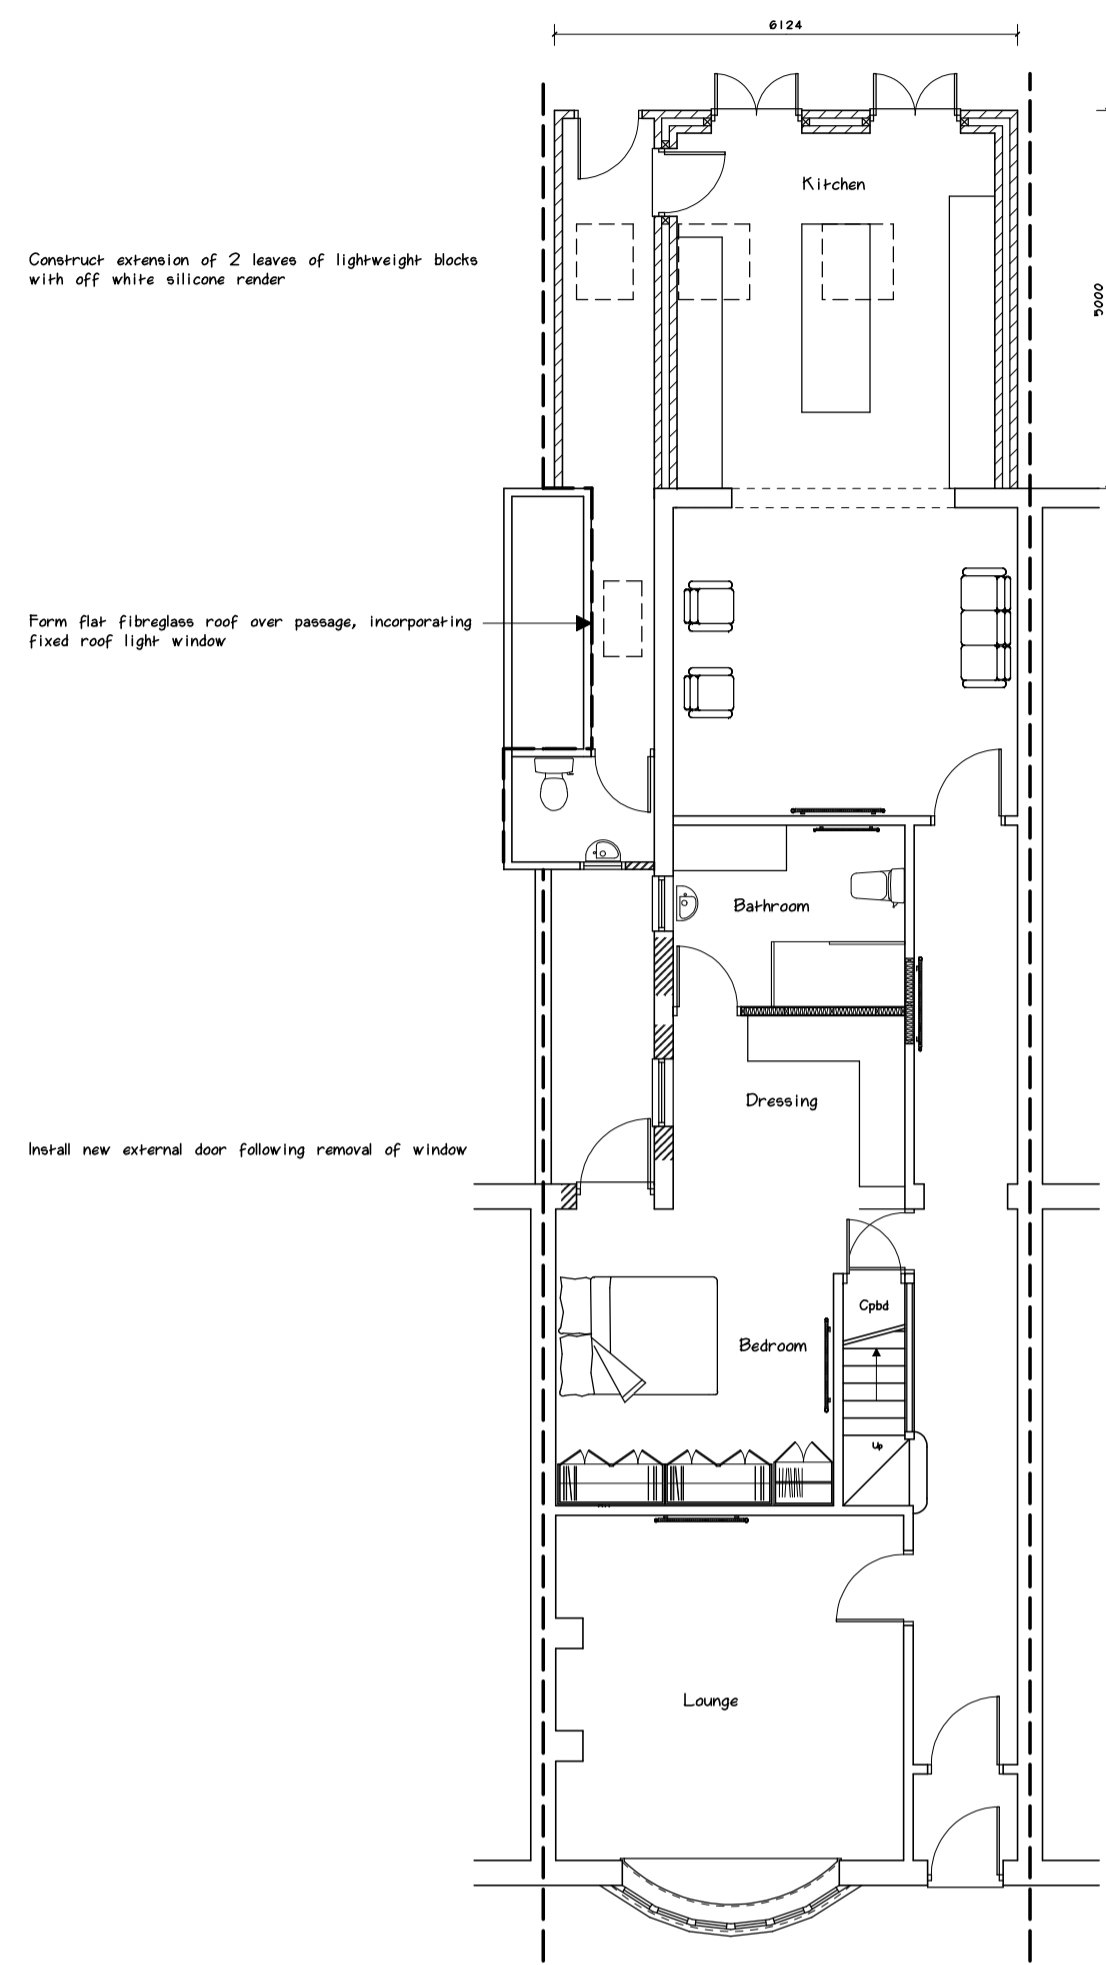 6124
Kitchen
Construct extension of 2 leaves of lightweight blocks
with off white silicone render
5000
Form flat fibreglass roof over passage, incorporating
fixed roof light window
Bathroom
Dressing
Install new external door following removal of window
Cpbd
Bedroom
Up
Lounge